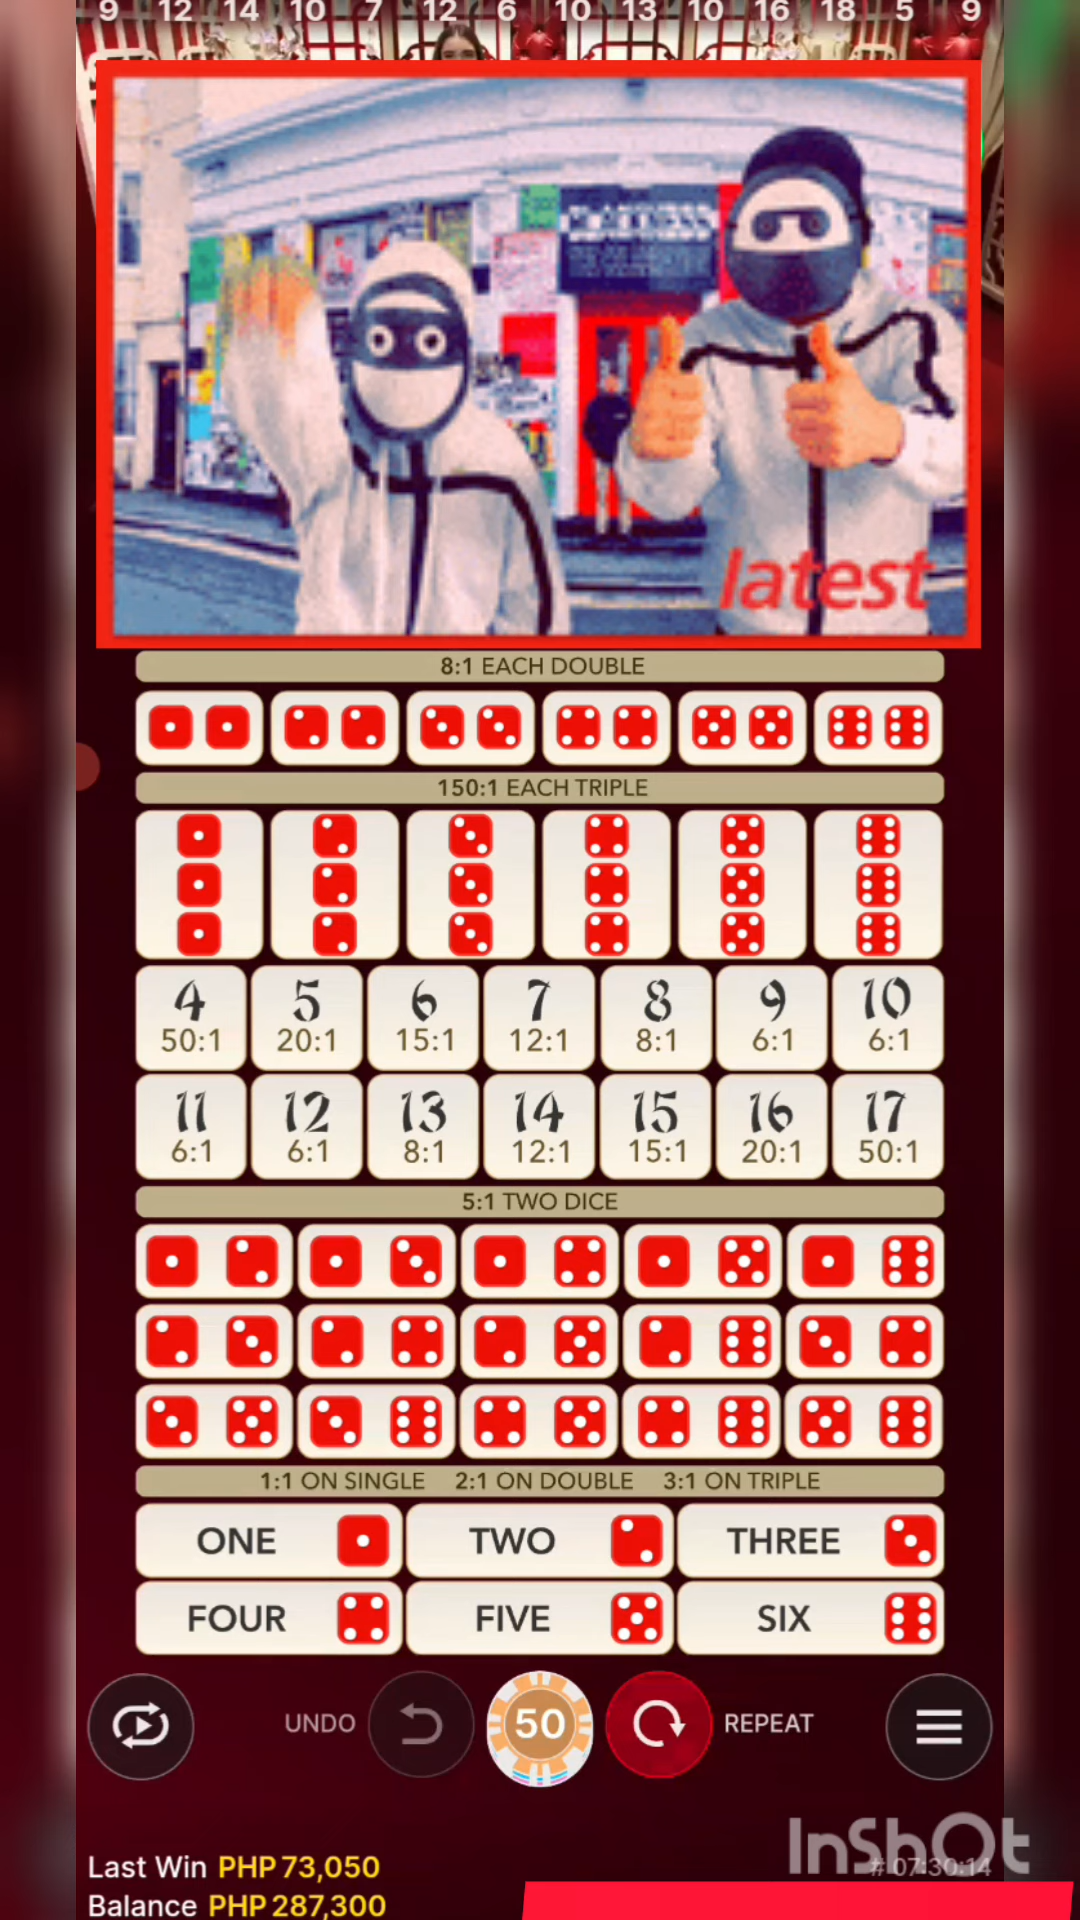 9 12 14 10 7 12 6 10 13 10 16 18 5 9
latest
8:1 EACH DOUBLE
150:1 EACH TRIPLE
4 5 6 7 8 9 10
50:1 20:1 15:1 12:1 8:1 6:1 6:1
11 12 13 14 15 16 17
6:1 6:1 8:1 12:1 15:1 20:1 50:1
5:1 TWO DICE
1:1 ON SINGLE 2:1 ON DOUBLE 3:1 ON TRIPLE
ONE TWO THREE
FOUR FIVE SIX
UNDO 50 REPEAT
InShOt
Last Win PHP 73,050
# 07:30:14
Balance PHP 287,300